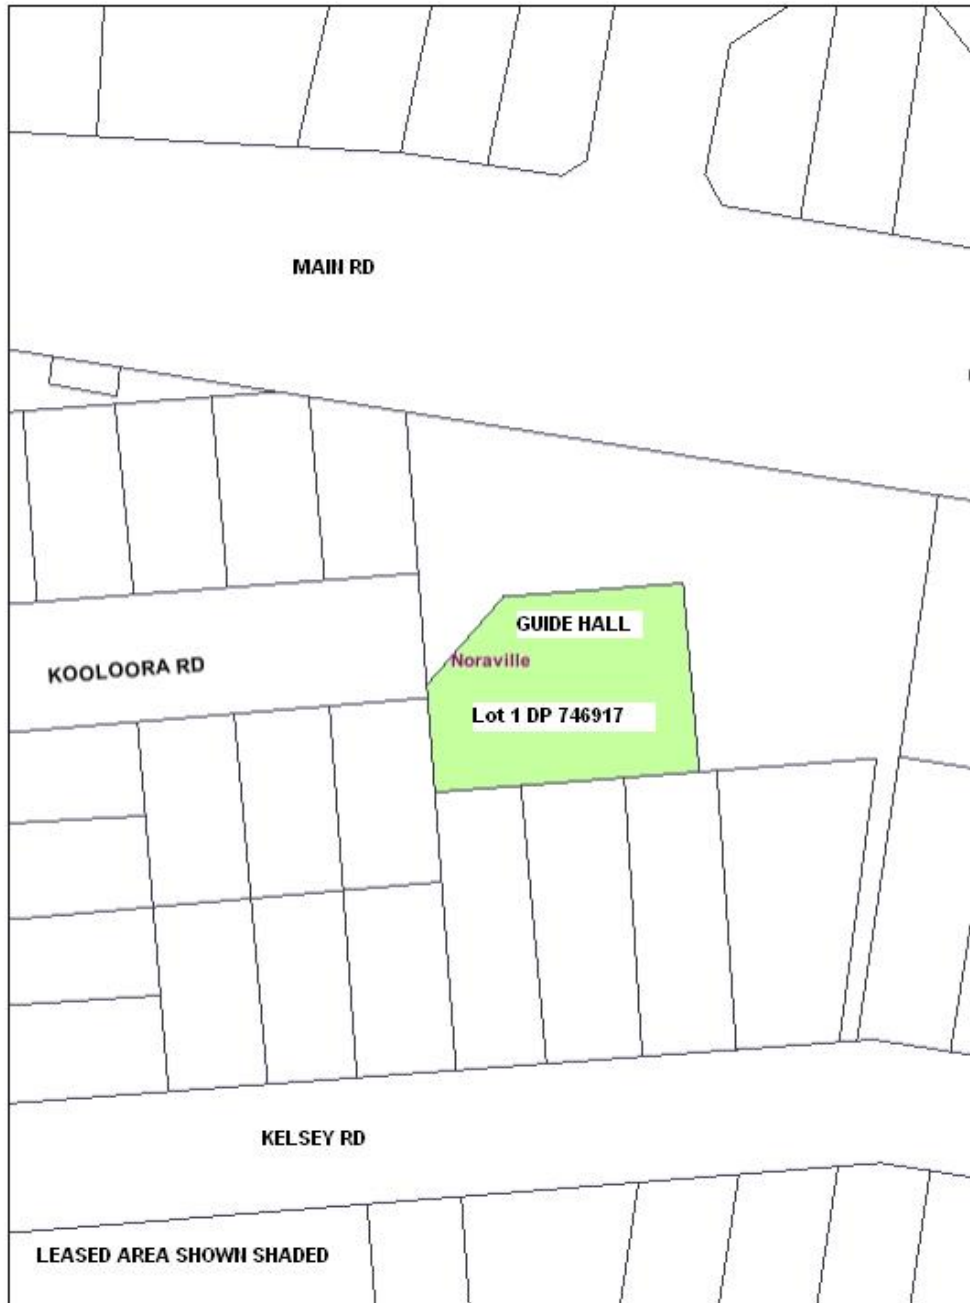 MAIN RD
GUIDE HALL
Noraville
KOOLOORA RD
Lot 1 DP 746917
KELSEY RD
LEASED AREA SHOWN SHADED